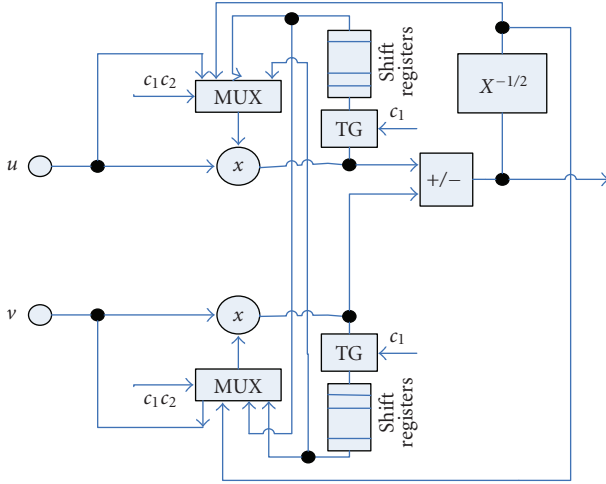 c₁c₂
MUX
Shift
registers
X⁻¹/²
TG
c₁
u
x
+/−
v
x
TG
c₁
MUX
c₁c₂
Shift
registers